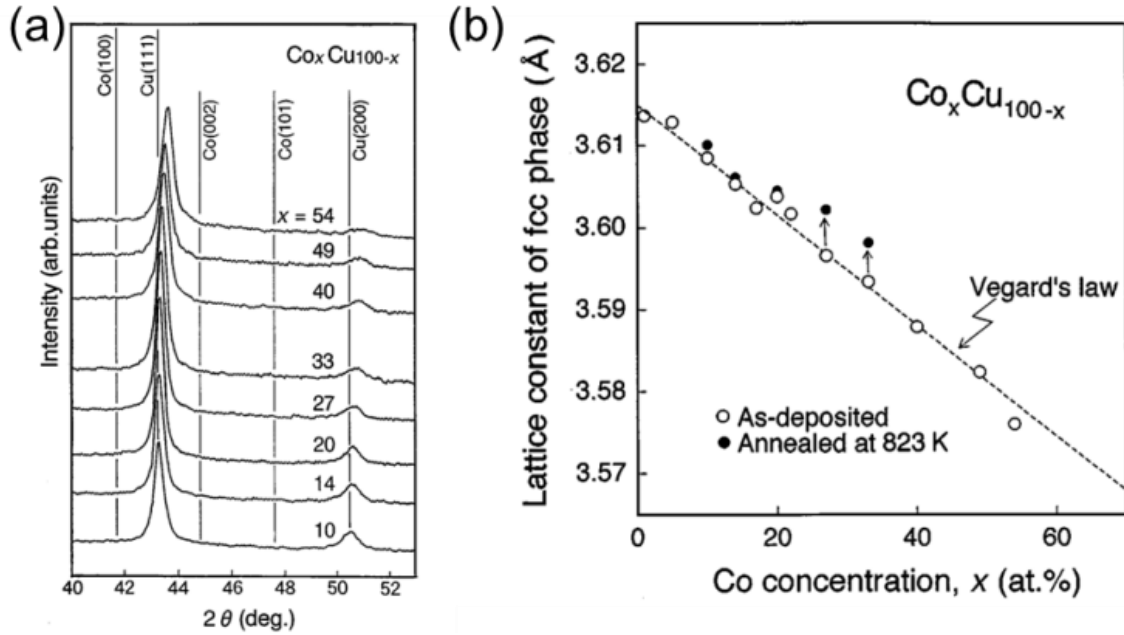 (a)
Co(100)
Cu(111)
Co(002)
Co(101)
Cu(200)
CoxCu100-x
x = 54
49
40
33
27
20
14
10
Intensity (arb.units)
40 42 44 46 48 50 52
2 θ (deg.)
(b)
CoxCu100-x
Vegard's law
○ As-deposited
● Annealed at 823 K
Lattice constant of fcc phase (Å)
3.62
3.61
3.60
3.59
3.58
3.57
0 20 40 60
Co concentration, x (at.%)